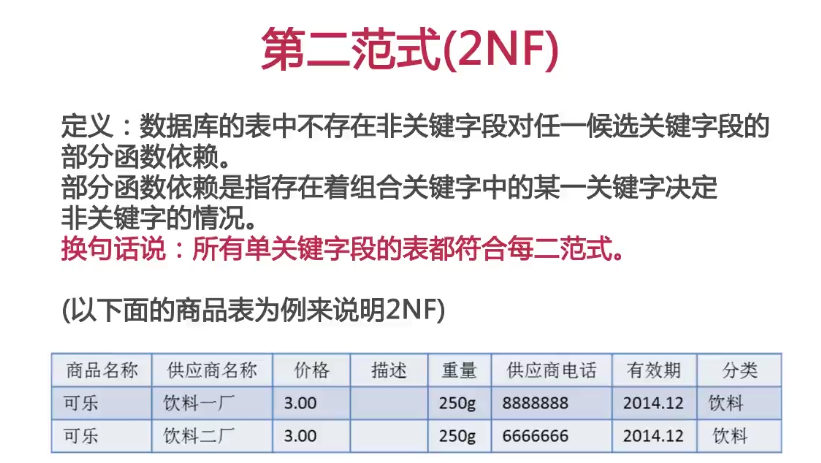 第二范式(2NF)
定义：数据库的表中不存在非关键字段对任一候选关键字段的
部分函数依赖。
部分函数依赖是指存在着组合关键字中的某一关键字决定
非关键字的情况。
换句话说：所有单关键字段的表都符合每二范式。
(以下面的商品表为例来说明2NF)
商品名称 供应商名称 价格 描述 重量 供应商电话 有效期 分类
可乐 饮料一厂 3.00 250g 8888888 2014.12 饮料
可乐 饮料二厂 3.00 250g 6666666 2014.12 饮料